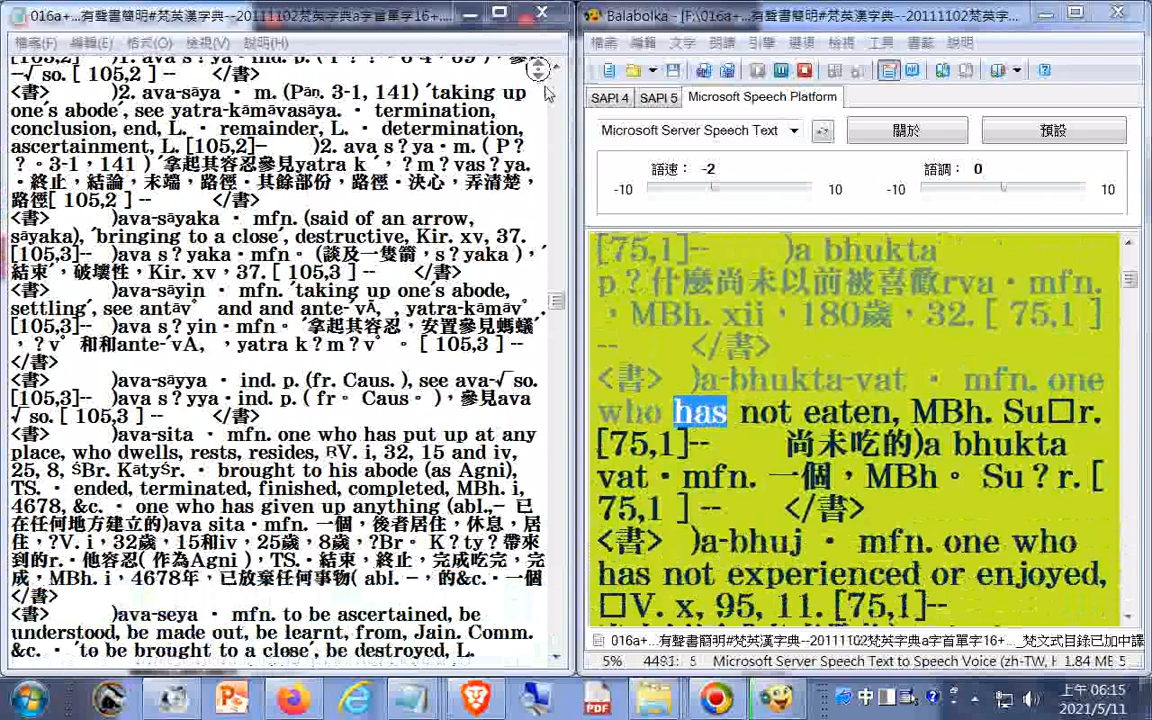 016a+...有聲書簡明#梵英漢字典--20111102梵英字典a字首單字16+...
檔案(F) 編輯(E) 格式(O) 檢視(V) 說明(H)
--√ so. [ 105,2 ] -- </書>
<書> )2. ava-sāya • m. (Pāṇ. 3-1, 141) ′taking up
one′s abode′, see yatra-kāmāvasāya. • termination,
conclusion, end, L. • remainder, L. • determination,
ascertainment, L. [105,2]-- )2. ava s?ya • m. ( P ?
? 。3-1，141 ) ′拿起其容忍參見yatra k ′，?m?vas?ya.
• 終止，結論，末端，路徑 • 其餘部份，路徑 • 決心，弄清楚，
路徑[ 105,2 ] -- </書>
<書> )ava-sāyaka • mfn. (said of an arrow,
sāyaka), ′bringing to a close′, destructive, Kir. xv, 37.
[105,3]-- )ava s?yaka • mfn。 (談及一隻箭，s?yaka )，′
結束′，破壞性，Kir. xv，37. [ 105,3 ] </書>
<書> )ava-sāyin • mfn. ′taking up one′s abode,
settling′, see antāv° and and ante-′vĀ, , yatra-kāmāv° .
[105,3]-- )ava s?yin • mfn。 ′拿起其容忍，安置參見螞蟻
，?v° 和和ante-′vA, ，yatra k?m?v° 。[ 105,3 ] --
</書>
<書> )ava-sāyya • ind. p. (fr. Caus. ), see ava-√so.
[105,3]-- )ava s?yya • ind. p. ( fr。Caus。)，參見ava
√ so. [ 105,3 ] -- </書>
<書> )ava-sita • mfn. one who has put up at any
place, who dwells, rests, resides, RV. i, 32, 15 and iv,
25, 8, ŚBr. KātyŚr. • brought to his abode (as Agni),
TS. • ended, terminated, finished, completed, MBh. i,
4678, &c. • one who has given up anything (abl.,-- 已
在任何地方建立的)ava sita • mfn. 一個，後者居住，休息，居
住，?V. i，32歲，15和iv，25歲，8歲，?Br。K?ty?帶來
到的r. • 他容忍( 作為Agni )，TS. • 結束，終止，完成吃完，完
成，MBh. i，4678年，已放棄任何事物( abl. --，的&c. • 一個
</書>
<書> )ava-seya • mfn. to be ascertained, be
understood, be made out, be learnt, from, Jain. Comm.
&c. • ′to be brought to a close′, be destroyed, L.
Balabolka - [F:\016a+...有聲書簡明#梵英漢字典--20111102梵英字...
檔案 編輯 文字 朗讀 引擎 選項 檢視 工具 書籤 說明
SAPI 4 SAPI 5 Microsoft Speech Platform
Microsoft Server Speech Text 關於 預設
語速： -2 語調： 0
-10 10 -10 10
[75,1]-- )a bhukta
p ? 什麼尚未以前被喜歡rva • mfn.
，MBh. xii，180歲，32. [ 75,1 ]
-- </書>
<書> )a-bhukta-vat • mfn. one
who has not eaten, MBh. Su□r.
[75,1]-- 尚未吃的)a bhukta
vat • mfn. 一個，MBh。 Su ? r. [
75,1 ] -- </書>
<書> )a-bhuj • mfn. one who
has not experienced or enjoyed,
□V. x, 95, 11. [75,1]--
016a+...有聲書簡明#梵英漢字典--20111102梵英字典a字首單字16+..._梵文式目錄已加中譯
5% 4493: 5 Microsoft Server Speech Text to Speech Voice (zh-TW, H 1.84 MB 5
中
上午 06:15
2021/5/11